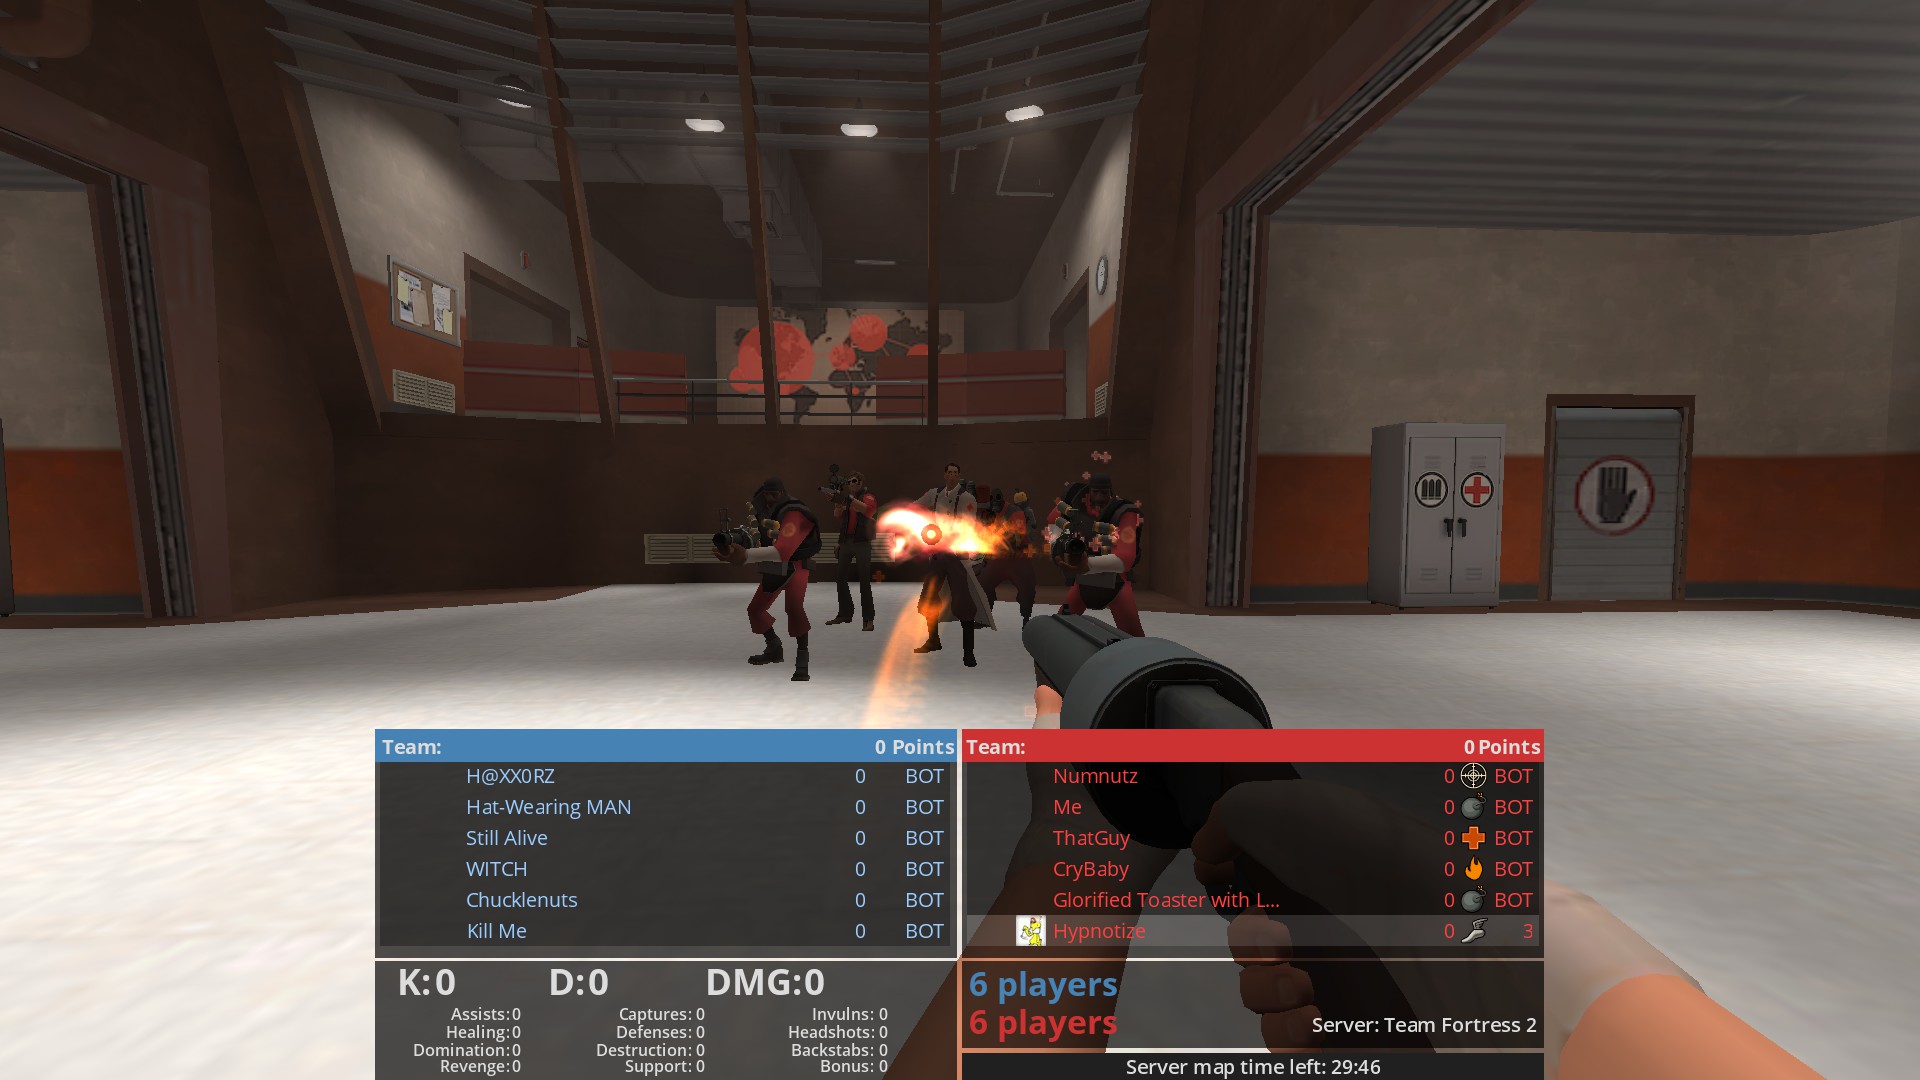 Team: 0 Points
H@XX0RZ 0 BOT
Hat-Wearing MAN 0 BOT
Still Alive 0 BOT
WITCH 0 BOT
Chucklenuts 0 BOT
Kill Me 0 BOT
Team: 0 Points
Numnutz 0 BOT
Me 0 BOT
ThatGuy 0 BOT
CryBaby 0 BOT
Glorified Toaster with L... 0 BOT
Hypnotize 0 3
K:0 D:0 DMG:0
Assists:0 Captures: 0 Invulns: 0
Healing:0 Defenses: 0 Headshots: 0
Domination:0 Destruction: 0 Backstabs: 0
Revenge:0 Support: 0 Bonus: 0
6 players
6 players
Server: Team Fortress 2
Server map time left: 29:46